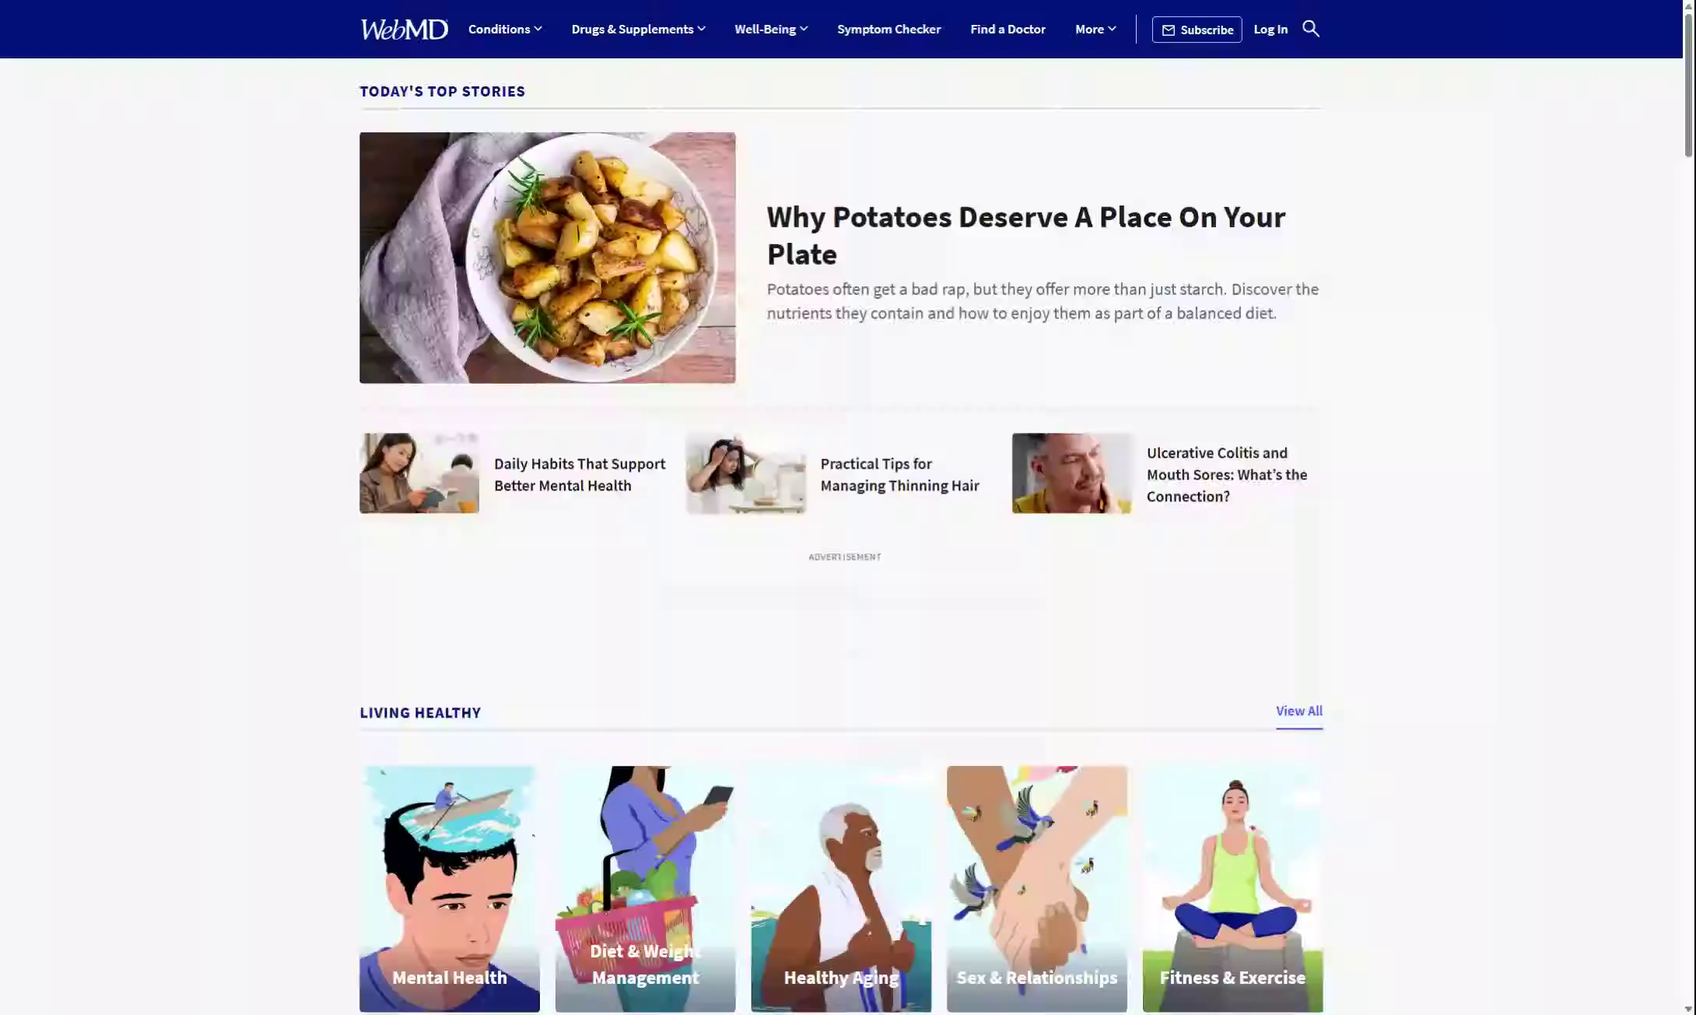 WebMD
Conditions
Drugs & Supplements
Well-Being
Symptom Checker
Find a Doctor
More
Subscribe
Log In
TODAY'S TOP STORIES
Why Potatoes Deserve A Place On Your
Plate
Potatoes often get a bad rap, but they offer more than just starch. Discover the
nutrients they contain and how to enjoy them as part of a balanced diet.
Daily Habits That Support
Better Mental Health
Practical Tips for
Managing Thinning Hair
Ulcerative Colitis and
Mouth Sores: What’s the
Connection?
ADVERTISEMENT
LIVING HEALTHY
View All
Mental Health
Diet & Weight
Management
Healthy Aging
Sex & Relationships
Fitness & Exercise